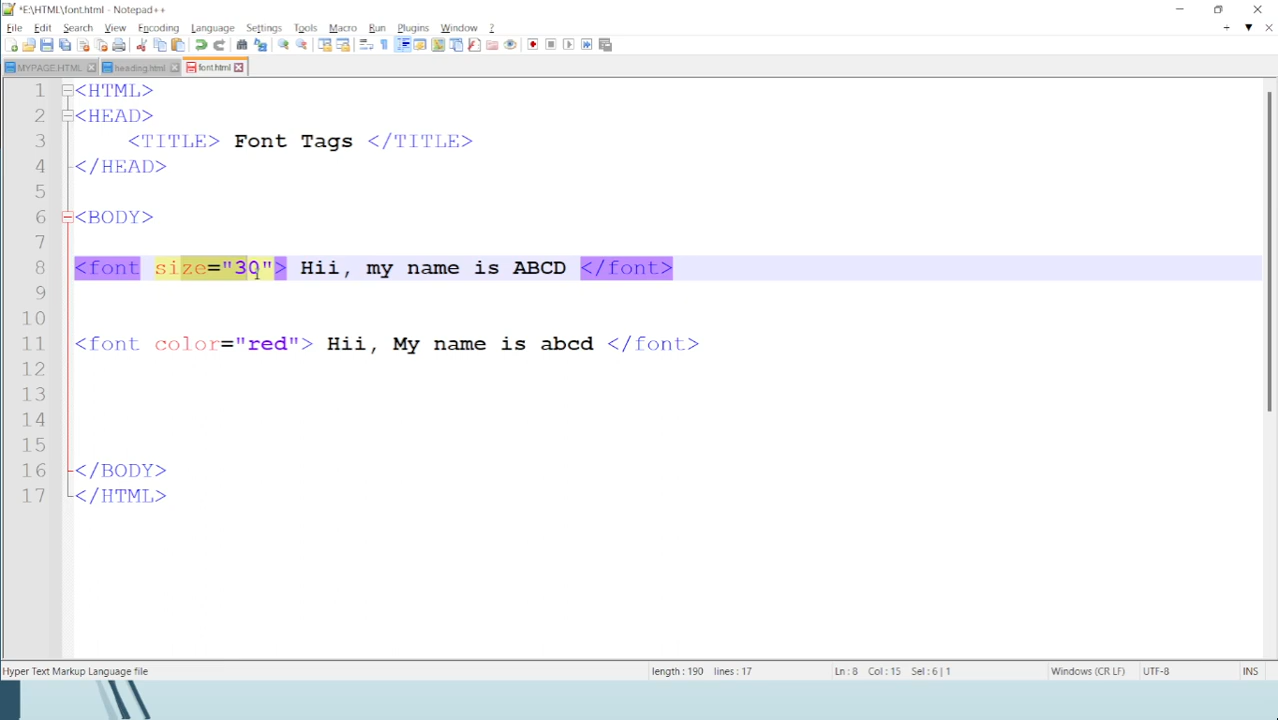 *E:\HTML\font.html - Notepad++
File Edit Search View Encoding Language Settings Tools Macro Run Plugins Window ?
MYPAGE.HTML heading.html font.html
1 <HTML>
2 <HEAD>
3 <TITLE> Font Tags </TITLE>
4 </HEAD>
5
6 <BODY>
7
8 <font size="30"> Hii, my name is ABCD </font>
9
10
11 <font color="red"> Hii, My name is abcd </font>
12
13
14
15
16 </BODY>
17 </HTML>
Hyper Text Markup Language file length : 190 lines : 17 Ln : 8 Col : 15 Sel : 6 | 1 Windows (CR LF) UTF-8 INS